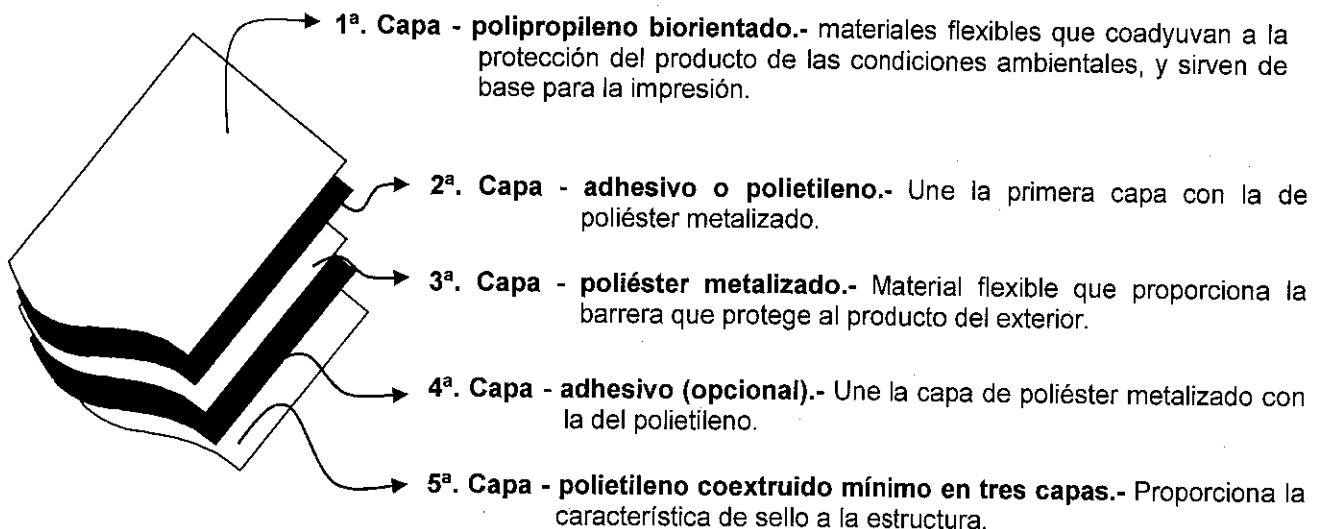 1ª. Capa - polipropileno biorientado.- materiales flexibles que coadyuvan a la
protección del producto de las condiciones ambientales, y sirven de
base para la impresión.
2ª. Capa - adhesivo o polietileno.- Une la primera capa con la de
poliéster metalizado.
3ª. Capa - poliéster metalizado.- Material flexible que proporciona la
barrera que protege al producto del exterior.
4ª. Capa - adhesivo (opcional).- Une la capa de poliéster metalizado con
la del polietileno.
5ª. Capa - polietileno coextruido mínimo en tres capas.- Proporciona la
característica de sello a la estructura.